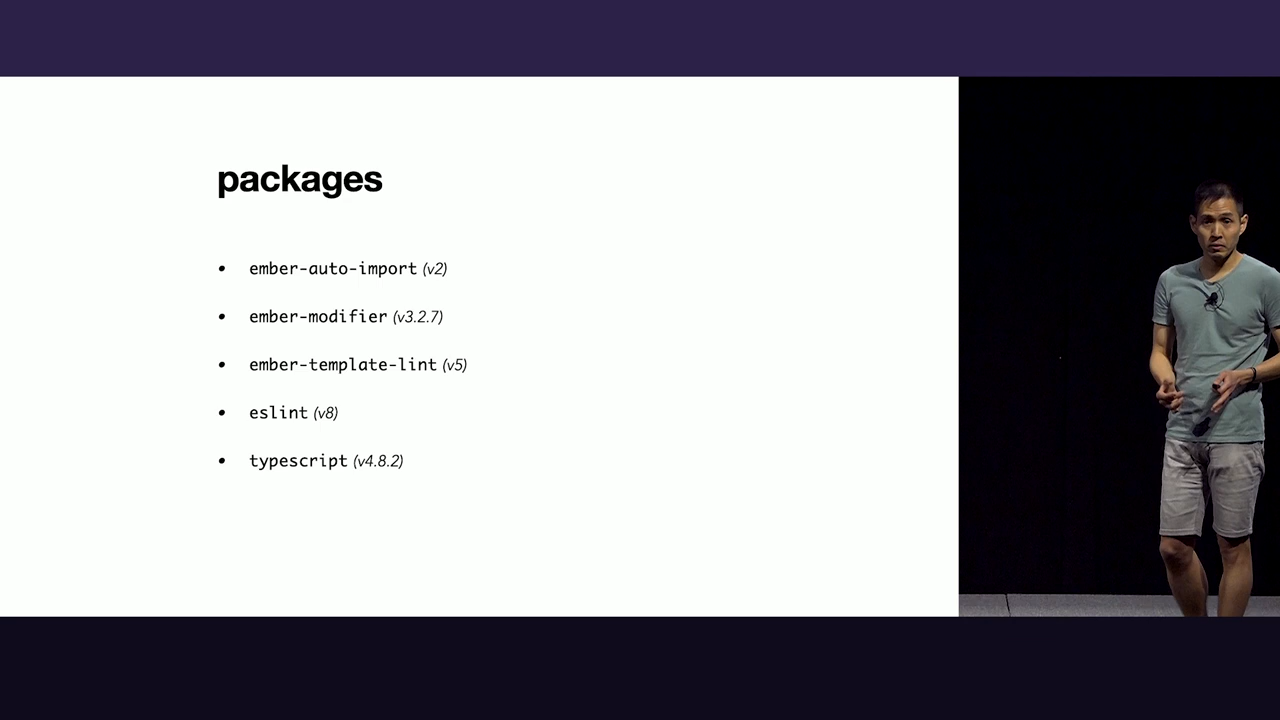 packages
• ember-auto-import (v2)
• ember-modifier (v3.2.7)
• ember-template-lint (v5)
• eslint (v8)
• typescript (v4.8.2)